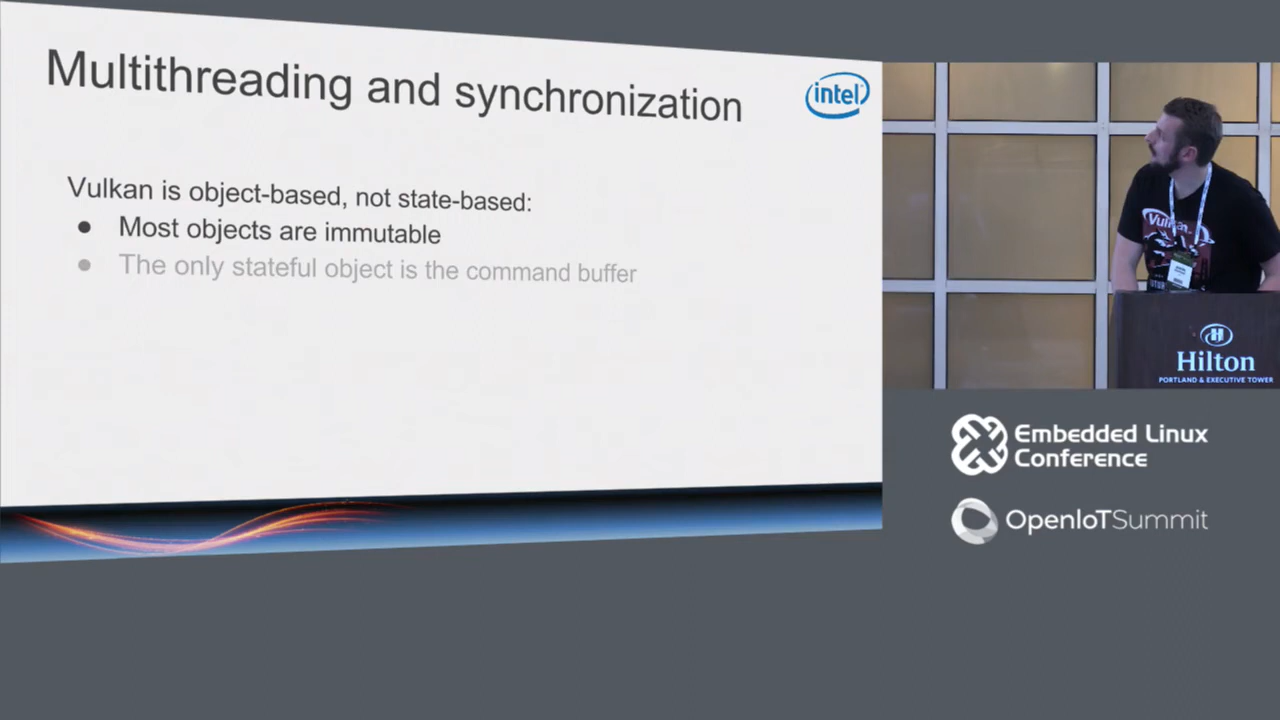 Multithreading and synchronization
intel
Vulkan is object-based, not state-based:
● Most objects are immutable
● The only stateful object is the command buffer
Vulkan
H
Hilton
PORTLAND & EXECUTIVE TOWER
Embedded Linux
Conference
OpenIoTSummit